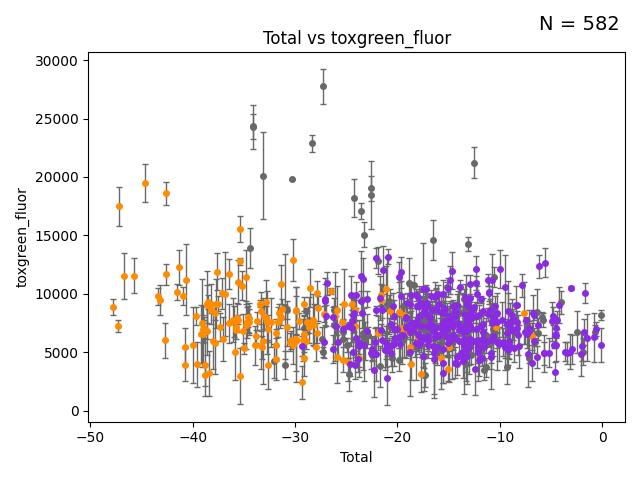 N = 582
Total vs toxgreen_fluor
30000
25000
20000
15000
10000
5000
0
toxgreen_fluor
−50 −40 −30 −20 −10 0
Total